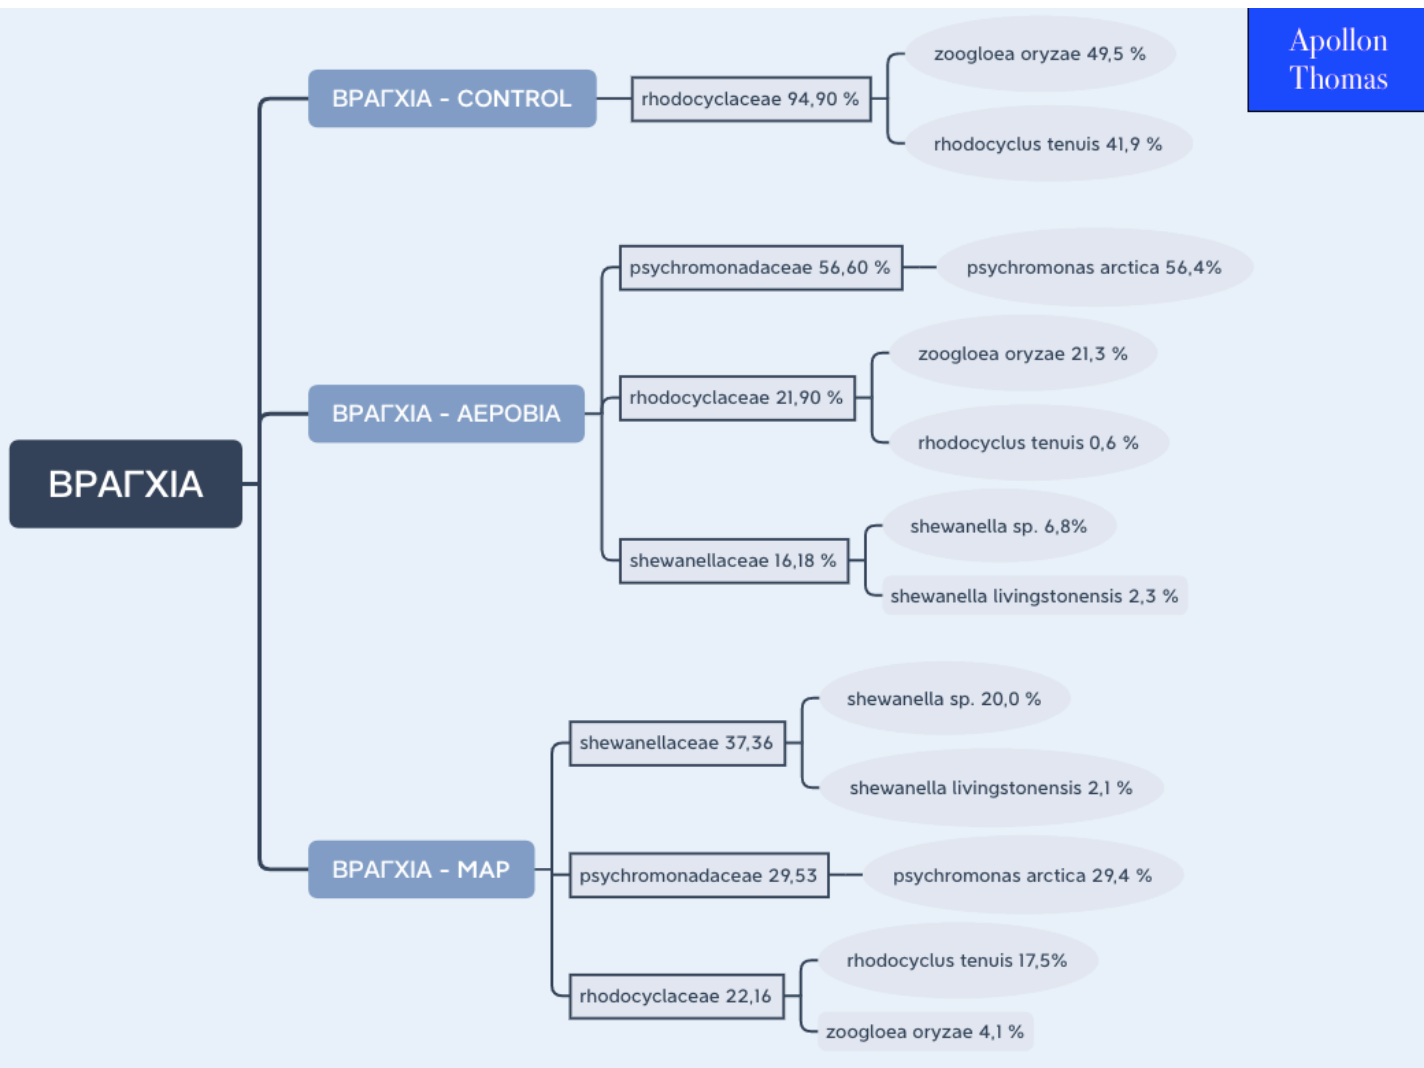 Apollon
Thomas
ΒΡΑΓΧΙΑ
ΒΡΑΓΧΙΑ - CONTROL
rhodocyclaceae 94,90 %
zoogloea oryzae 49,5 %
rhodocyclus tenuis 41,9 %
ΒΡΑΓΧΙΑ - ΑΕΡΟΒΙΑ
psychromonadaceae 56,60 %
psychromonas arctica 56,4%
rhodocyclaceae 21,90 %
zoogloea oryzae 21,3 %
rhodocyclus tenuis 0,6 %
shewanellaceae 16,18 %
shewanella sp. 6,8%
shewanella livingstonensis 2,3 %
ΒΡΑΓΧΙΑ - MAP
shewanellaceae 37,36
shewanella sp. 20,0 %
shewanella livingstonensis 2,1 %
psychromonadaceae 29,53
psychromonas arctica 29,4 %
rhodocyclaceae 22,16
rhodocyclus tenuis 17,5%
zoogloea oryzae 4,1 %